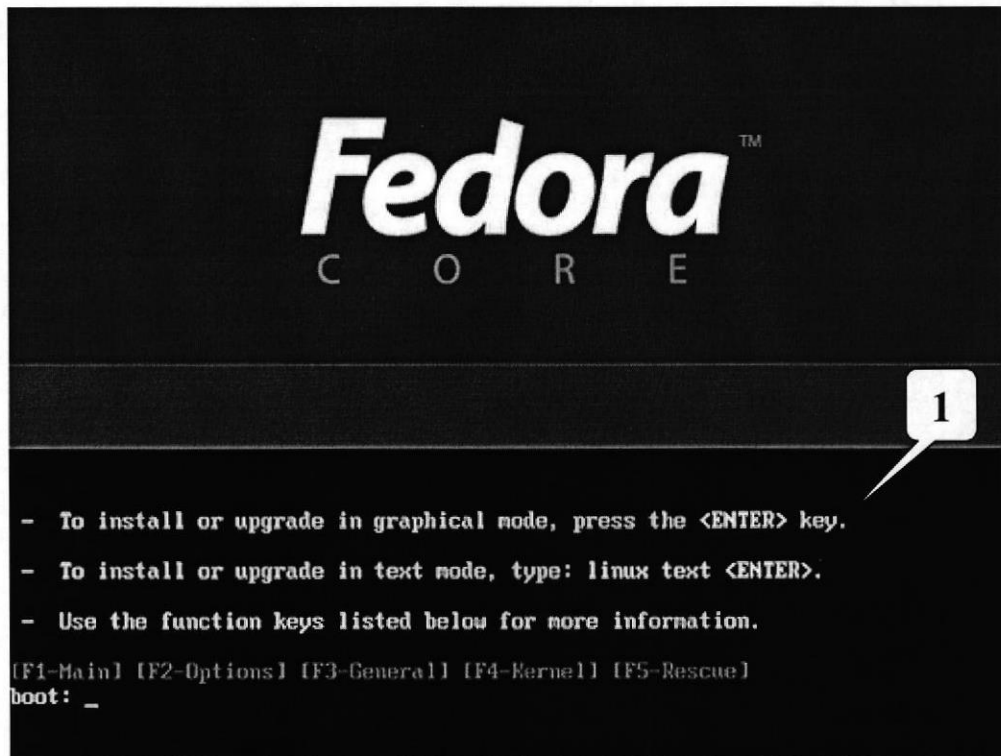 Fedora™
CORE
1
- To install or upgrade in graphical mode, press the <ENTER> key.
- To install or upgrade in text mode, type: linux text <ENTER>.
- Use the function keys listed below for more information.
[F1-Main] [F2-Options] [F3-General] [F4-Kernel] [F5-Rescue]
boot: _